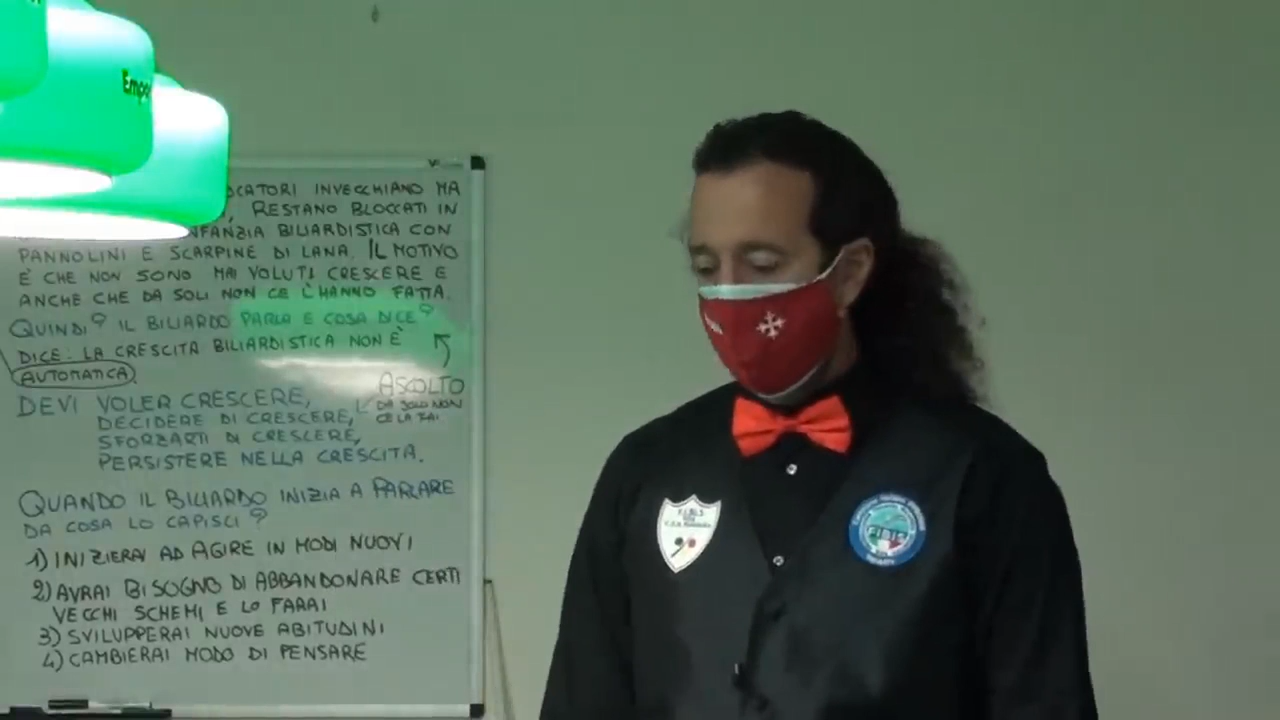 Empo
OCATORI INVECCHIANO MA
, RESTANO BLOCCATI IN
NFANZIA BILIARDISTICA CON
PANNOLINI E SCARPINE DI LANA. IL MOTIVO
È CHE NON SONO MAI VOLUTI CRESCERE E
ANCHE CHE DA SOLI NON CE L'HANNO FATTA.
QUINDI? IL BILIARDO PARLA E COSA DICE?
DICE: LA CRESCITA BILIARDISTICA NON È
AUTOMATICA.
ASCOLTO
DA SOLO NON
CE LA FAI
DEVI VOLER CRESCERE,
DECIDERE DI CRESCERE,
SFORZARTI DI CRESCERE,
PERSISTERE NELLA CRESCITA.
QUANDO IL BILIARDO INIZIA A PARLARE
DA COSA LO CAPISCI?
1) INIZIERAI AD AGIRE IN MODI NUOVI
2) AVRAI BISOGNO DI ABBANDONARE CERTI
VECCHI SCHEMI E LO FARAI
3) SVILUPPERAI NUOVE ABITUDINI
4) CAMBIERAI MODO DI PENSARE
FIBIS